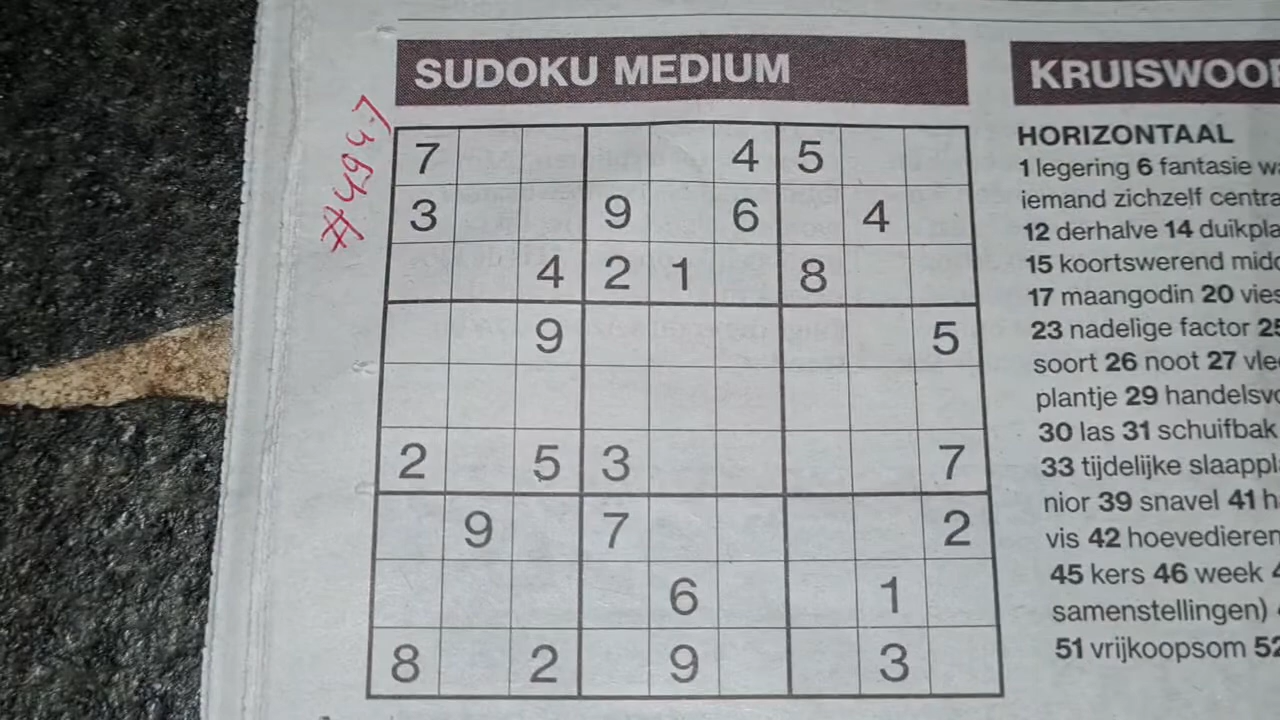 SUDOKU MEDIUM
#4947
7 4 5
3 9 6 4
4 2 1 8
9 5
2 5 3 7
9 7 2
6 1
8 2 9 3
KRUISWOO
HORIZONTAAL
1 legering 6 fantasie
iemand zichzelf centra
12 derhalve 14 duikpla
15 koortswerend midd
17 maangodin 20 vies
23 nadelige factor 25
soort 26 noot 27 vle
plantje 29 handelsv
30 las 31 schuifbak
33 tijdelijke slaappl
nior 39 snavel 41 h
vis 42 hoevedieren
45 kers 46 week
samenstellingen)
51 vrijkoopsom 52